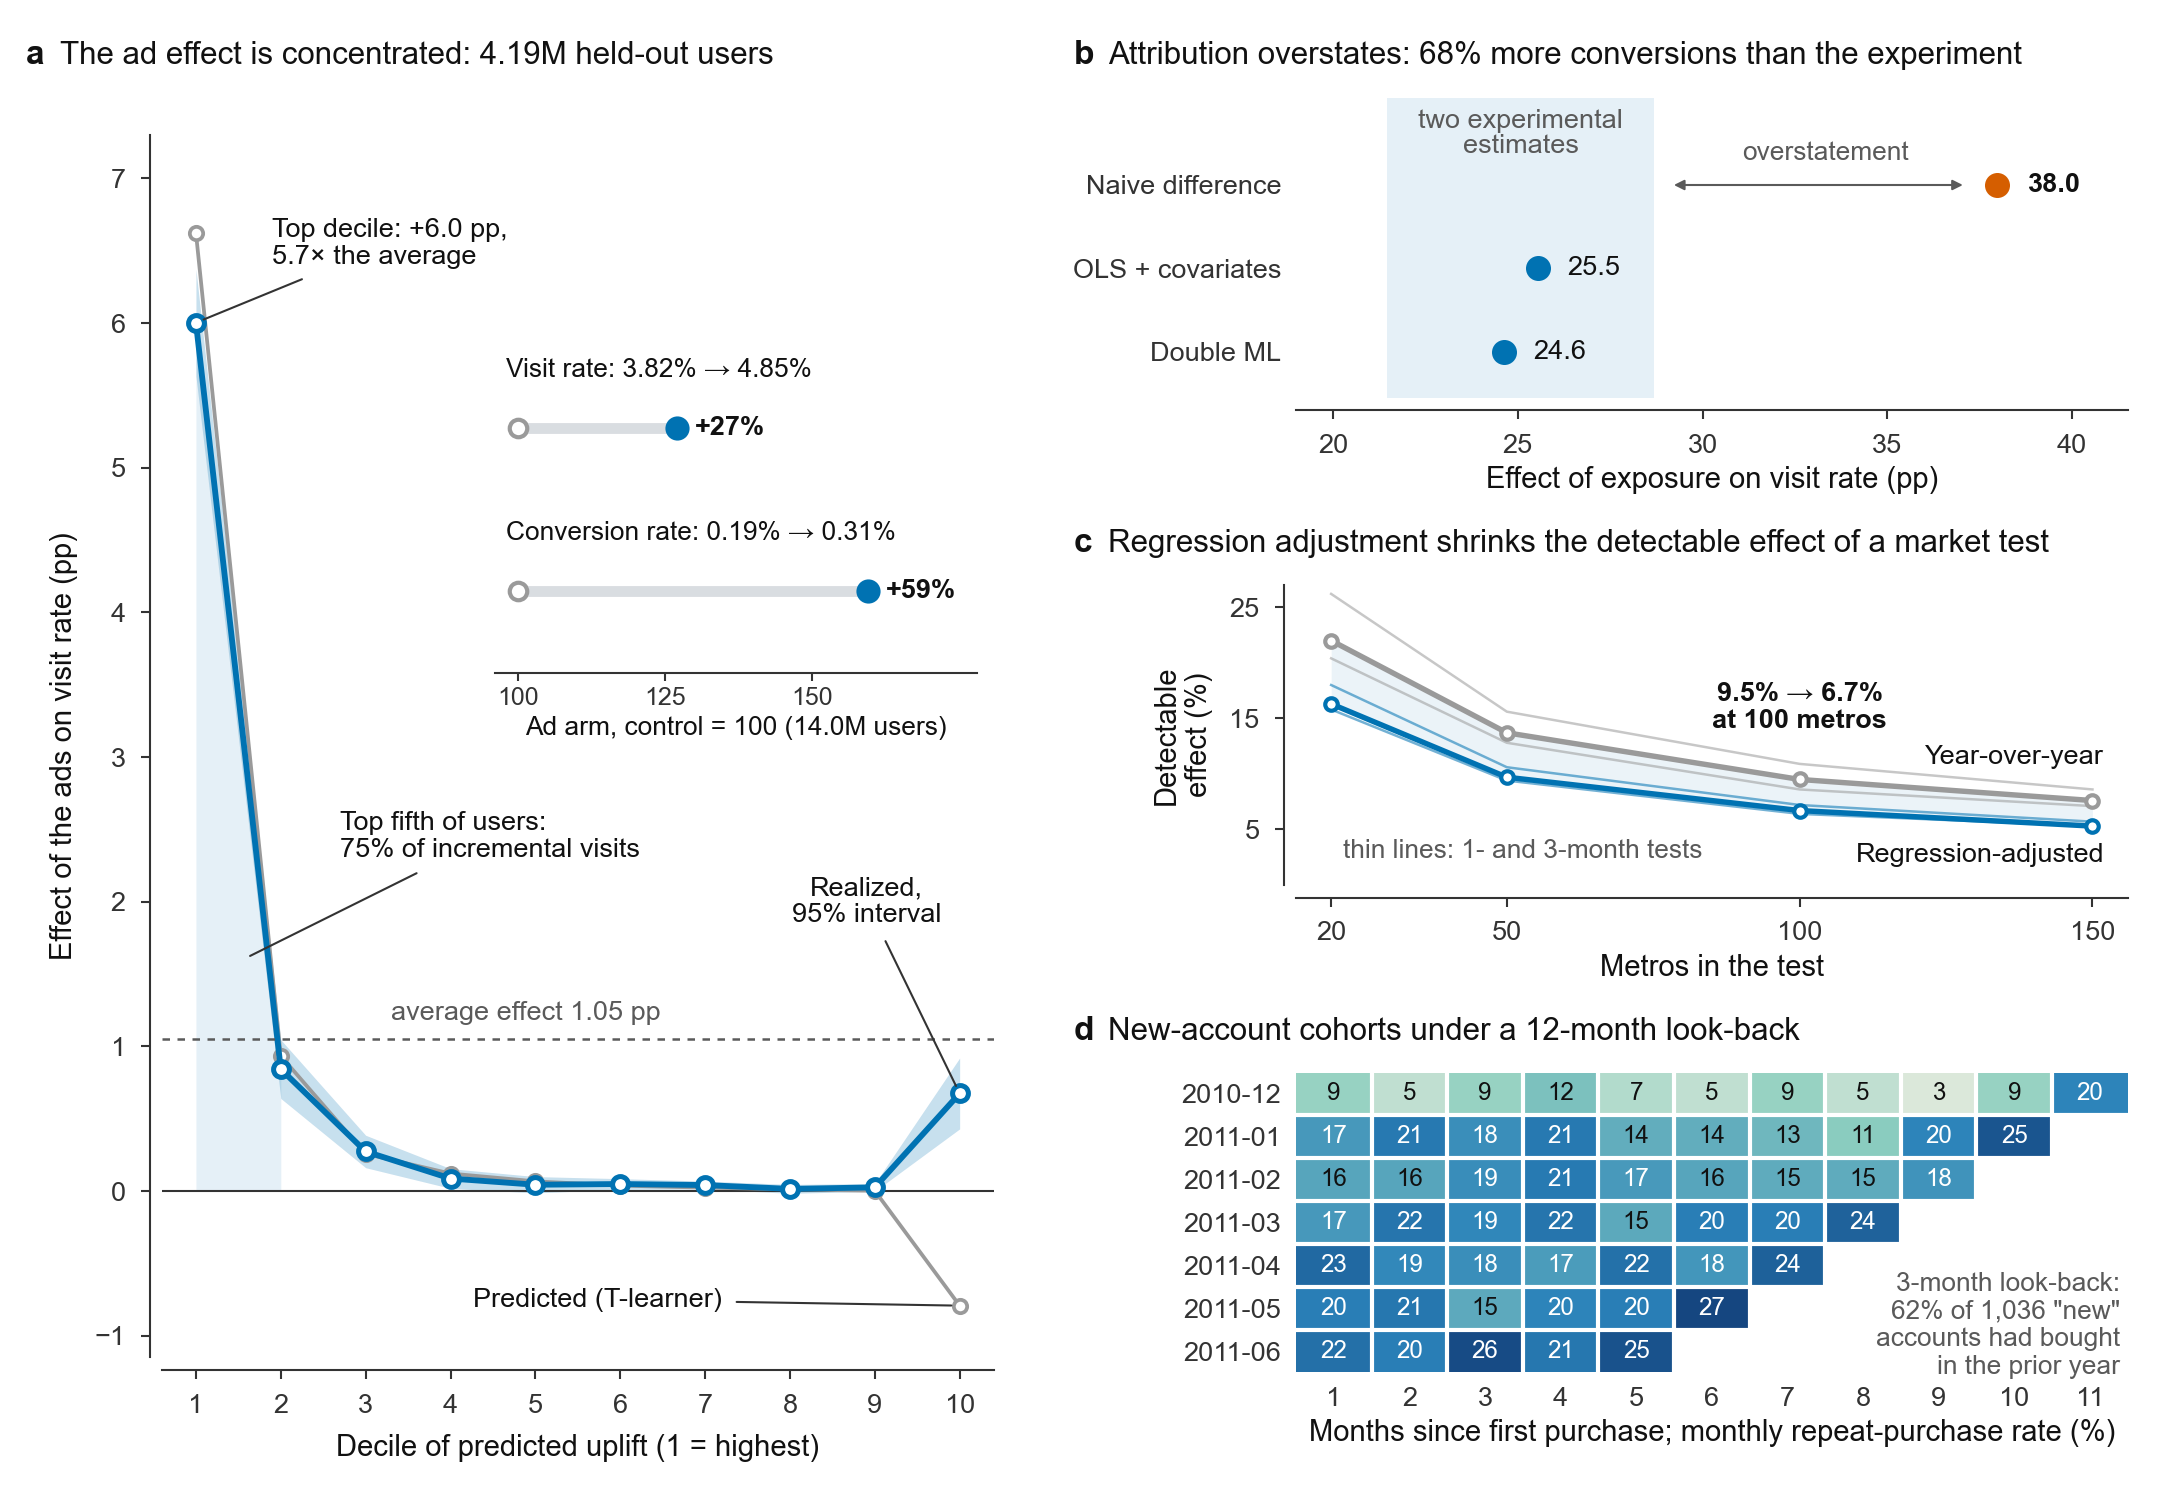 a The ad effect is concentrated: 4.19M held-out users
Effect of the ads on visit rate (pp)
7
6
5
4
3
2
1
0
−1
Top decile: +6.0 pp,
5.7× the average
Visit rate: 3.82% → 4.85%
+27%
Conversion rate: 0.19% → 0.31%
+59%
100 125 150
Ad arm, control = 100 (14.0M users)
Top fifth of users:
75% of incremental visits
Realized,
95% interval
average effect 1.05 pp
Predicted (T-learner)
1 2 3 4 5 6 7 8 9 10
Decile of predicted uplift (1 = highest)
b Attribution overstates: 68% more conversions than the experiment
two experimental
estimates
overstatement
Naive difference 38.0
OLS + covariates 25.5
Double ML 24.6
20 25 30 35 40
Effect of exposure on visit rate (pp)
c Regression adjustment shrinks the detectable effect of a market test
Detectable
effect (%)
25
15
5
9.5% → 6.7%
at 100 metros
Year-over-year
thin lines: 1- and 3-month tests
Regression-adjusted
20 50 100 150
Metros in the test
d New-account cohorts under a 12-month look-back
2010-12 9 5 9 12 7 5 9 5 3 9 20
2011-01 17 21 18 21 14 14 13 11 20 25
2011-02 16 16 19 21 17 16 15 15 18
2011-03 17 22 19 22 15 20 20 24
2011-04 23 19 18 17 22 18 24
2011-05 20 21 15 20 20 27
2011-06 22 20 26 21 25
3-month look-back:
62% of 1,036 "new"
accounts had bought
in the prior year
1 2 3 4 5 6 7 8 9 10 11
Months since first purchase; monthly repeat-purchase rate (%)